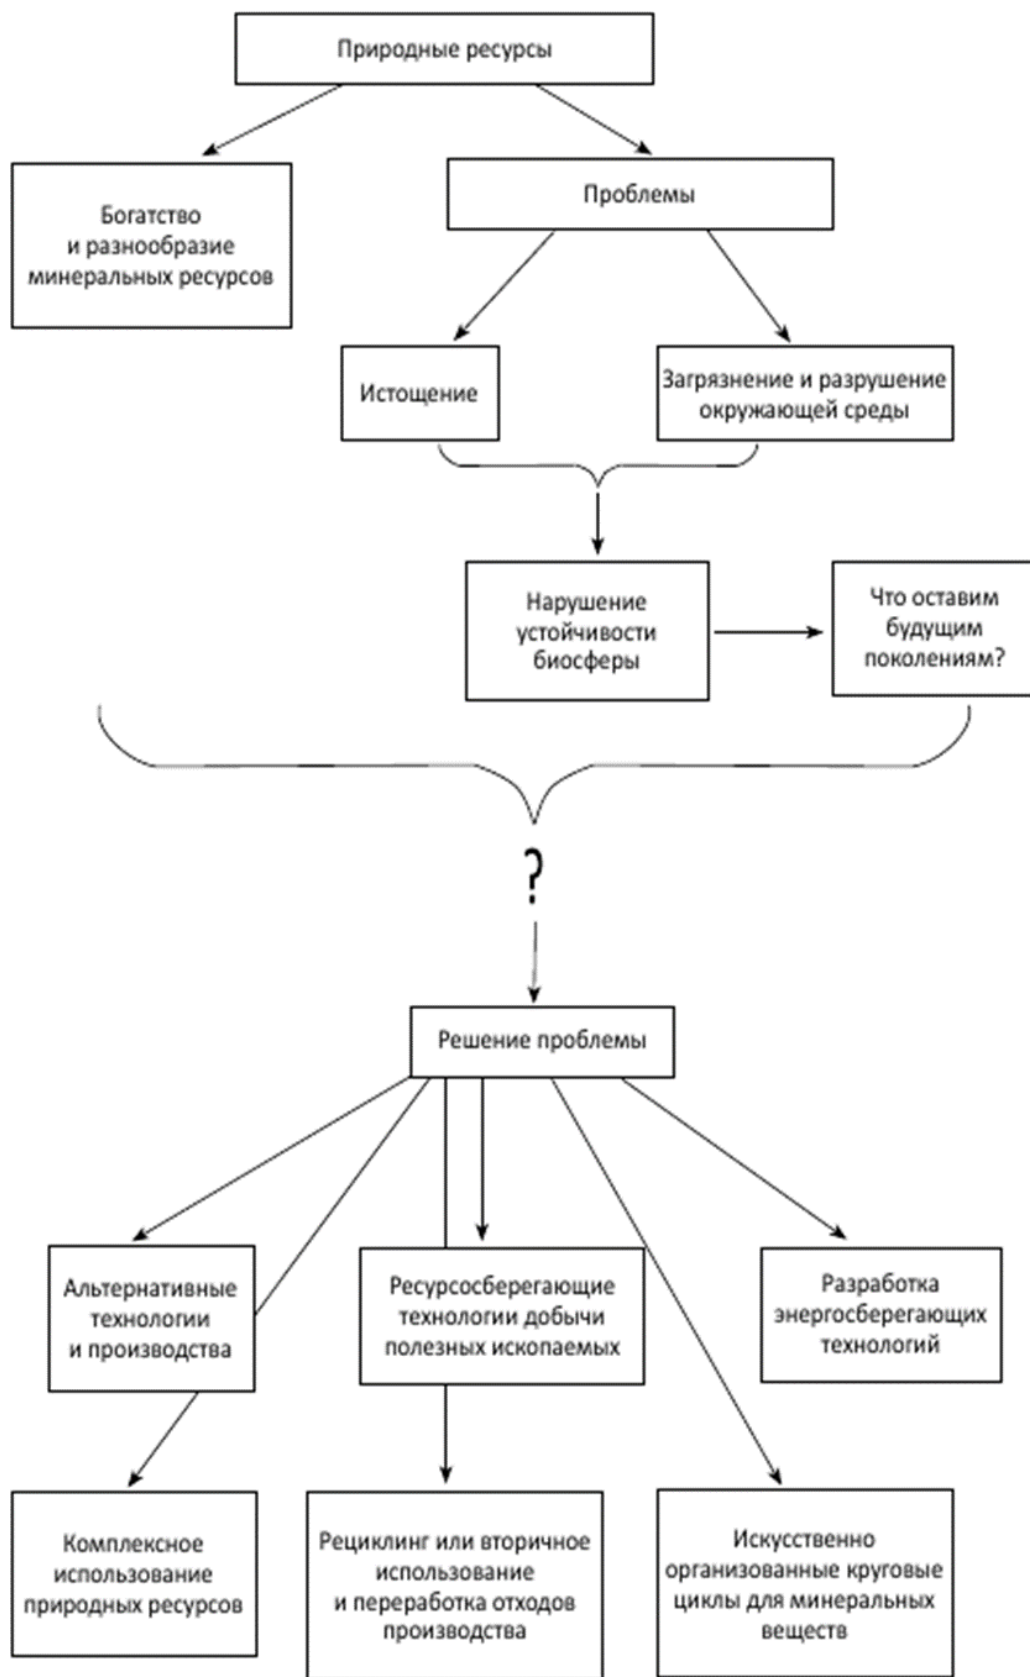 Природные ресурсы
Богатство
и разнообразие
минеральных ресурсов
Проблемы
Истощение
Загрязнение и разрушение
окружающей среды
Нарушение
устойчивости
биосферы
Что оставим
будущим
поколениям?
?
Решение проблемы
Альтернативные
технологии
и производства
Ресурсосберегающие
технологии добычи
полезных ископаемых
Разработка
энергосберегающих
технологий
Комплексное
использование
природных ресурсов
Рециклинг или вторичное
использование
и переработка отходов
производства
Искусственно
организованные круговые
циклы для минеральных
веществ